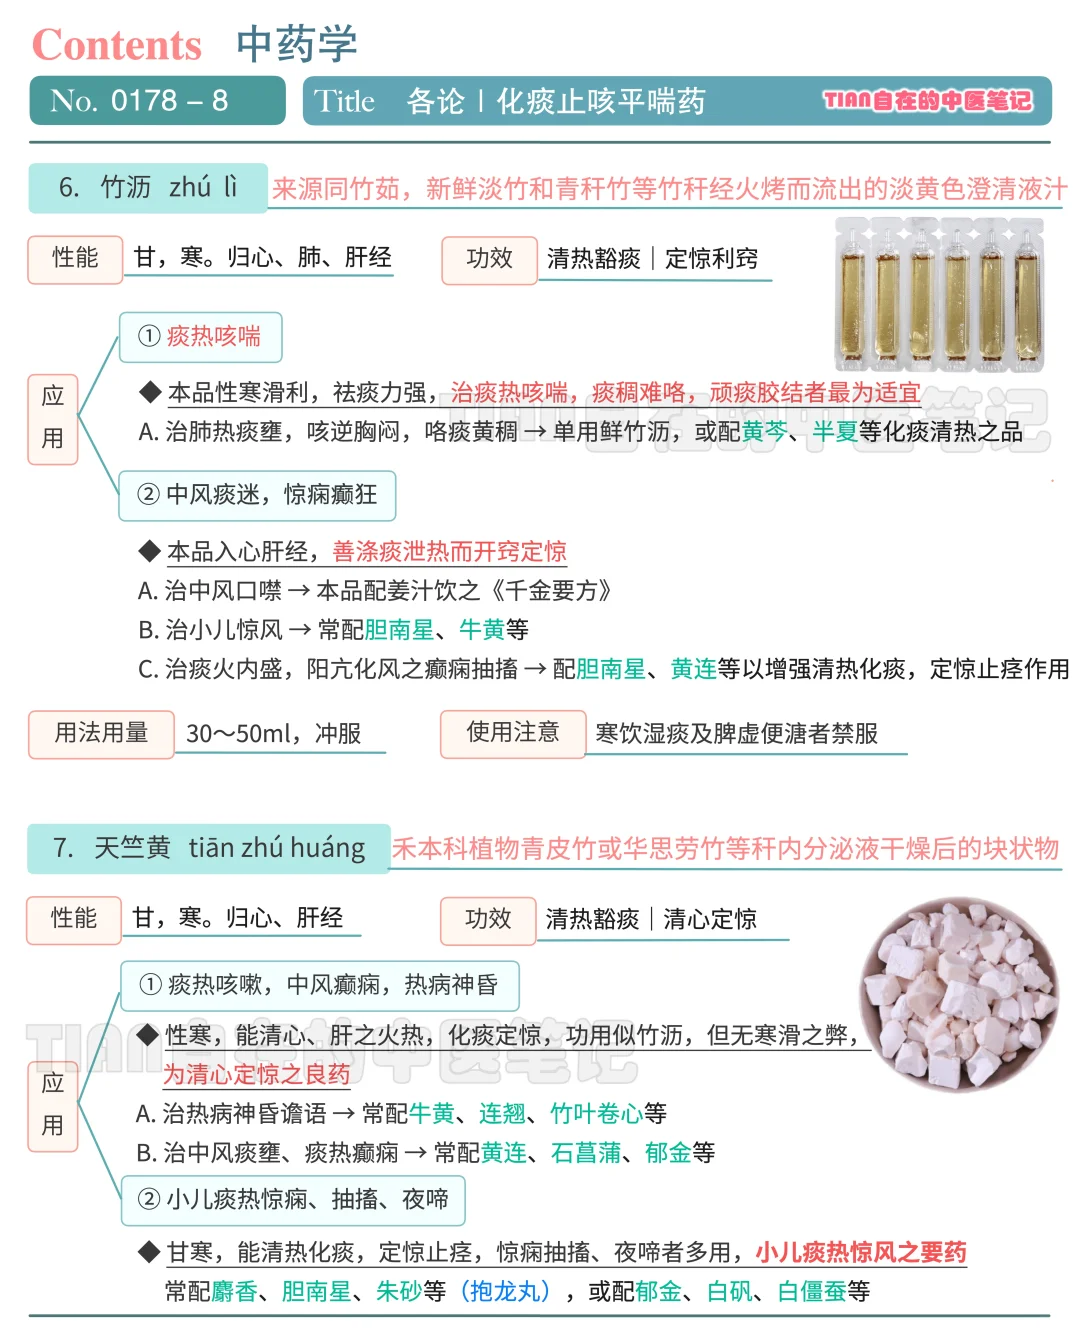 Contents 中药学
No. 0178 – 8 Title 各论 | 化痰止咳平喘药 TIAN自在的中医笔记
6. 竹沥 zhú lì 来源同竹茹，新鲜淡竹和青秆竹等竹秆经火烤而流出的淡黄色澄清液汁
性能 甘，寒。归心、肺、肝经 功效 清热豁痰｜定惊利窍
① 痰热咳喘
应用
◆ 本品性寒滑利，祛痰力强，治痰热咳喘，痰稠难咯，顽痰胶结者最为适宜
TIAN自在的中医笔记
A. 治肺热痰壅，咳逆胸闷，咯痰黄稠 → 单用鲜竹沥，或配黄芩、半夏等化痰清热之品
② 中风痰迷，惊痫癫狂
◆ 本品入心肝经，善涤痰泄热而开窍定惊
A. 治中风口噤 → 本品配姜汁饮之《千金要方》
B. 治小儿惊风 → 常配胆南星、牛黄等
C. 治痰火内盛，阳亢化风之癫痫抽搐 → 配胆南星、黄连等以增强清热化痰，定惊止痉作用
用法用量 30～50ml，冲服 使用注意 寒饮湿痰及脾虚便溏者禁服
7. 天竺黄 tiān zhú huáng 禾本科植物青皮竹或华思劳竹等秆内分泌液干燥后的块状物
性能 甘，寒。归心、肝经 功效 清热豁痰｜清心定惊
① 痰热咳嗽，中风癫痫，热病神昏
◆ 性寒，能清心、肝之火热，化痰定惊，功用似竹沥，但无寒滑之弊，
TIAN自在的中医笔记
为清心定惊之良药
应用
A. 治热病神昏谵语 → 常配牛黄、连翘、竹叶卷心等
B. 治中风痰壅、痰热癫痫 → 常配黄连、石菖蒲、郁金等
② 小儿痰热惊痫、抽搐、夜啼
◆ 甘寒，能清热化痰，定惊止痉，惊痫抽搐、夜啼者多用，小儿痰热惊风之要药
常配麝香、胆南星、朱砂等（抱龙丸），或配郁金、白矾、白僵蚕等